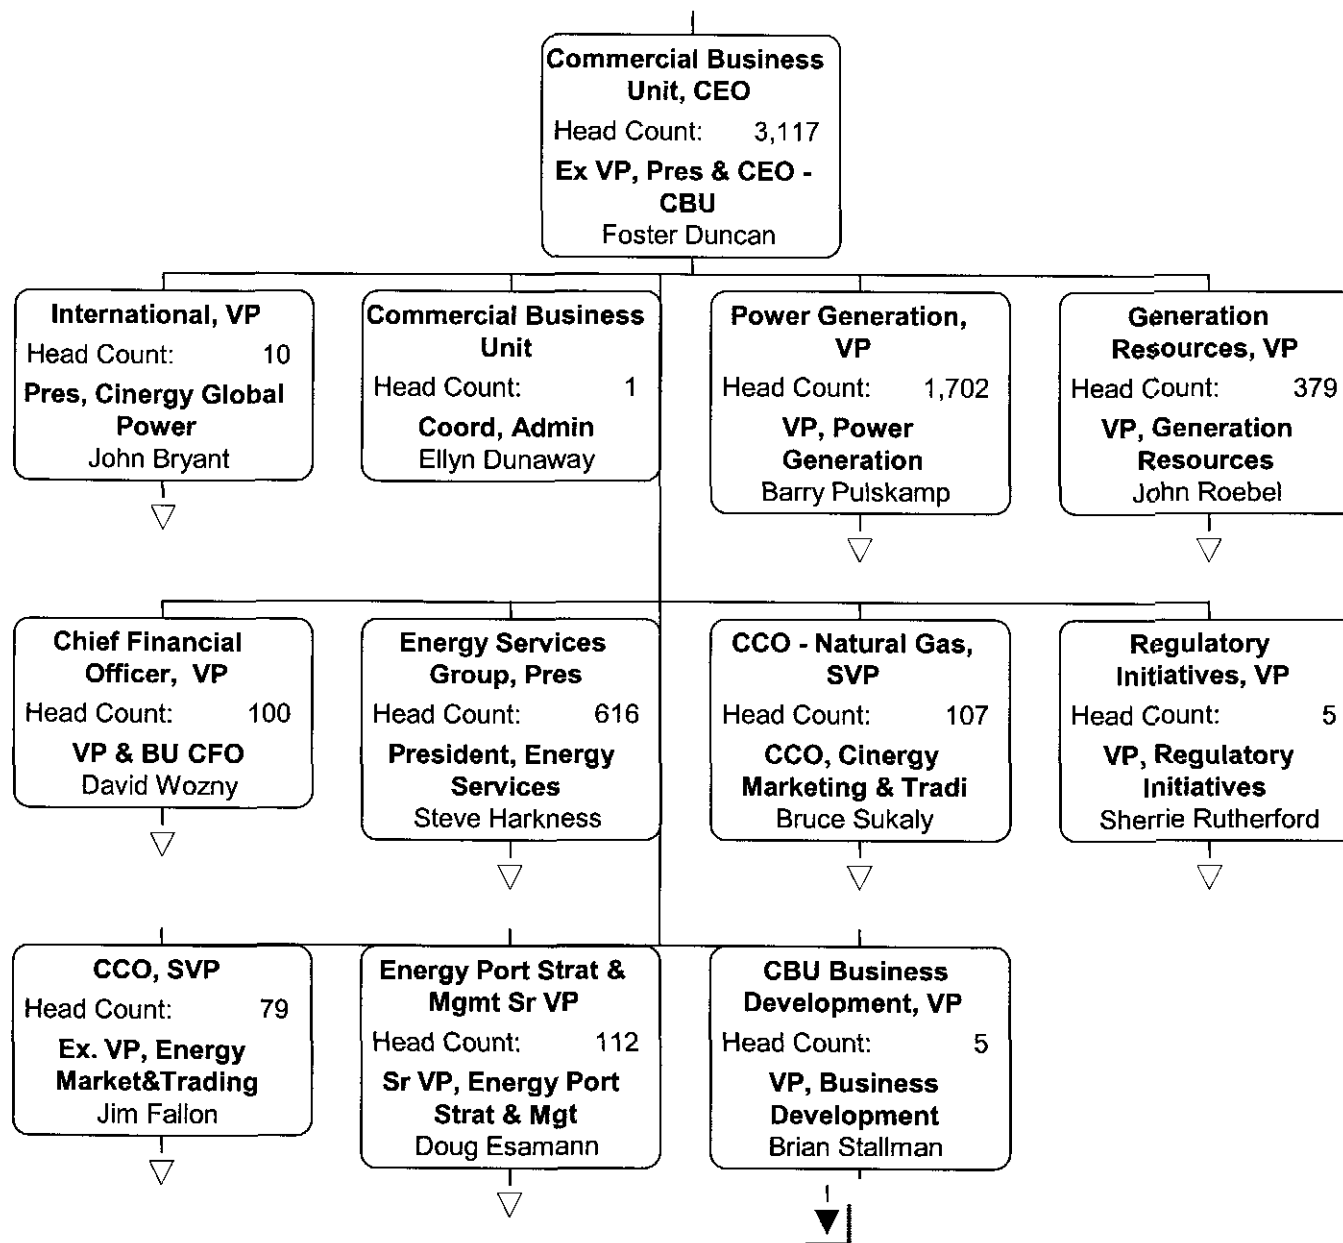 Commercial Business
Unit, CEO
Head Count: 3,117
Ex VP, Pres & CEO -
CBU
Foster Duncan
International, VP
Head Count: 10
Pres, Cinergy Global
Power
John Bryant
Commercial Business
Unit
Head Count: 1
Coord, Admin
Ellyn Dunaway
Power Generation,
VP
Head Count: 1,702
VP, Power
Generation
Barry Pulskamp
Generation
Resources, VP
Head Count: 379
VP, Generation
Resources
John Roebel
Chief Financial
Officer, VP
Head Count: 100
VP & BU CFO
David Wozny
Energy Services
Group, Pres
Head Count: 616
President, Energy
Services
Steve Harkness
CCO - Natural Gas,
SVP
Head Count: 107
CCO, Cinergy
Marketing & Tradi
Bruce Sukaly
Regulatory
Initiatives, VP
Head Count: 5
VP, Regulatory
Initiatives
Sherrie Rutherford
CCO, SVP
Head Count: 79
Ex. VP, Energy
Market&Trading
Jim Fallon
Energy Port Strat &
Mgmt Sr VP
Head Count: 112
Sr VP, Energy Port
Strat & Mgt
Doug Esamann
CBU Business
Development, VP
Head Count: 5
VP, Business
Development
Brian Stallman